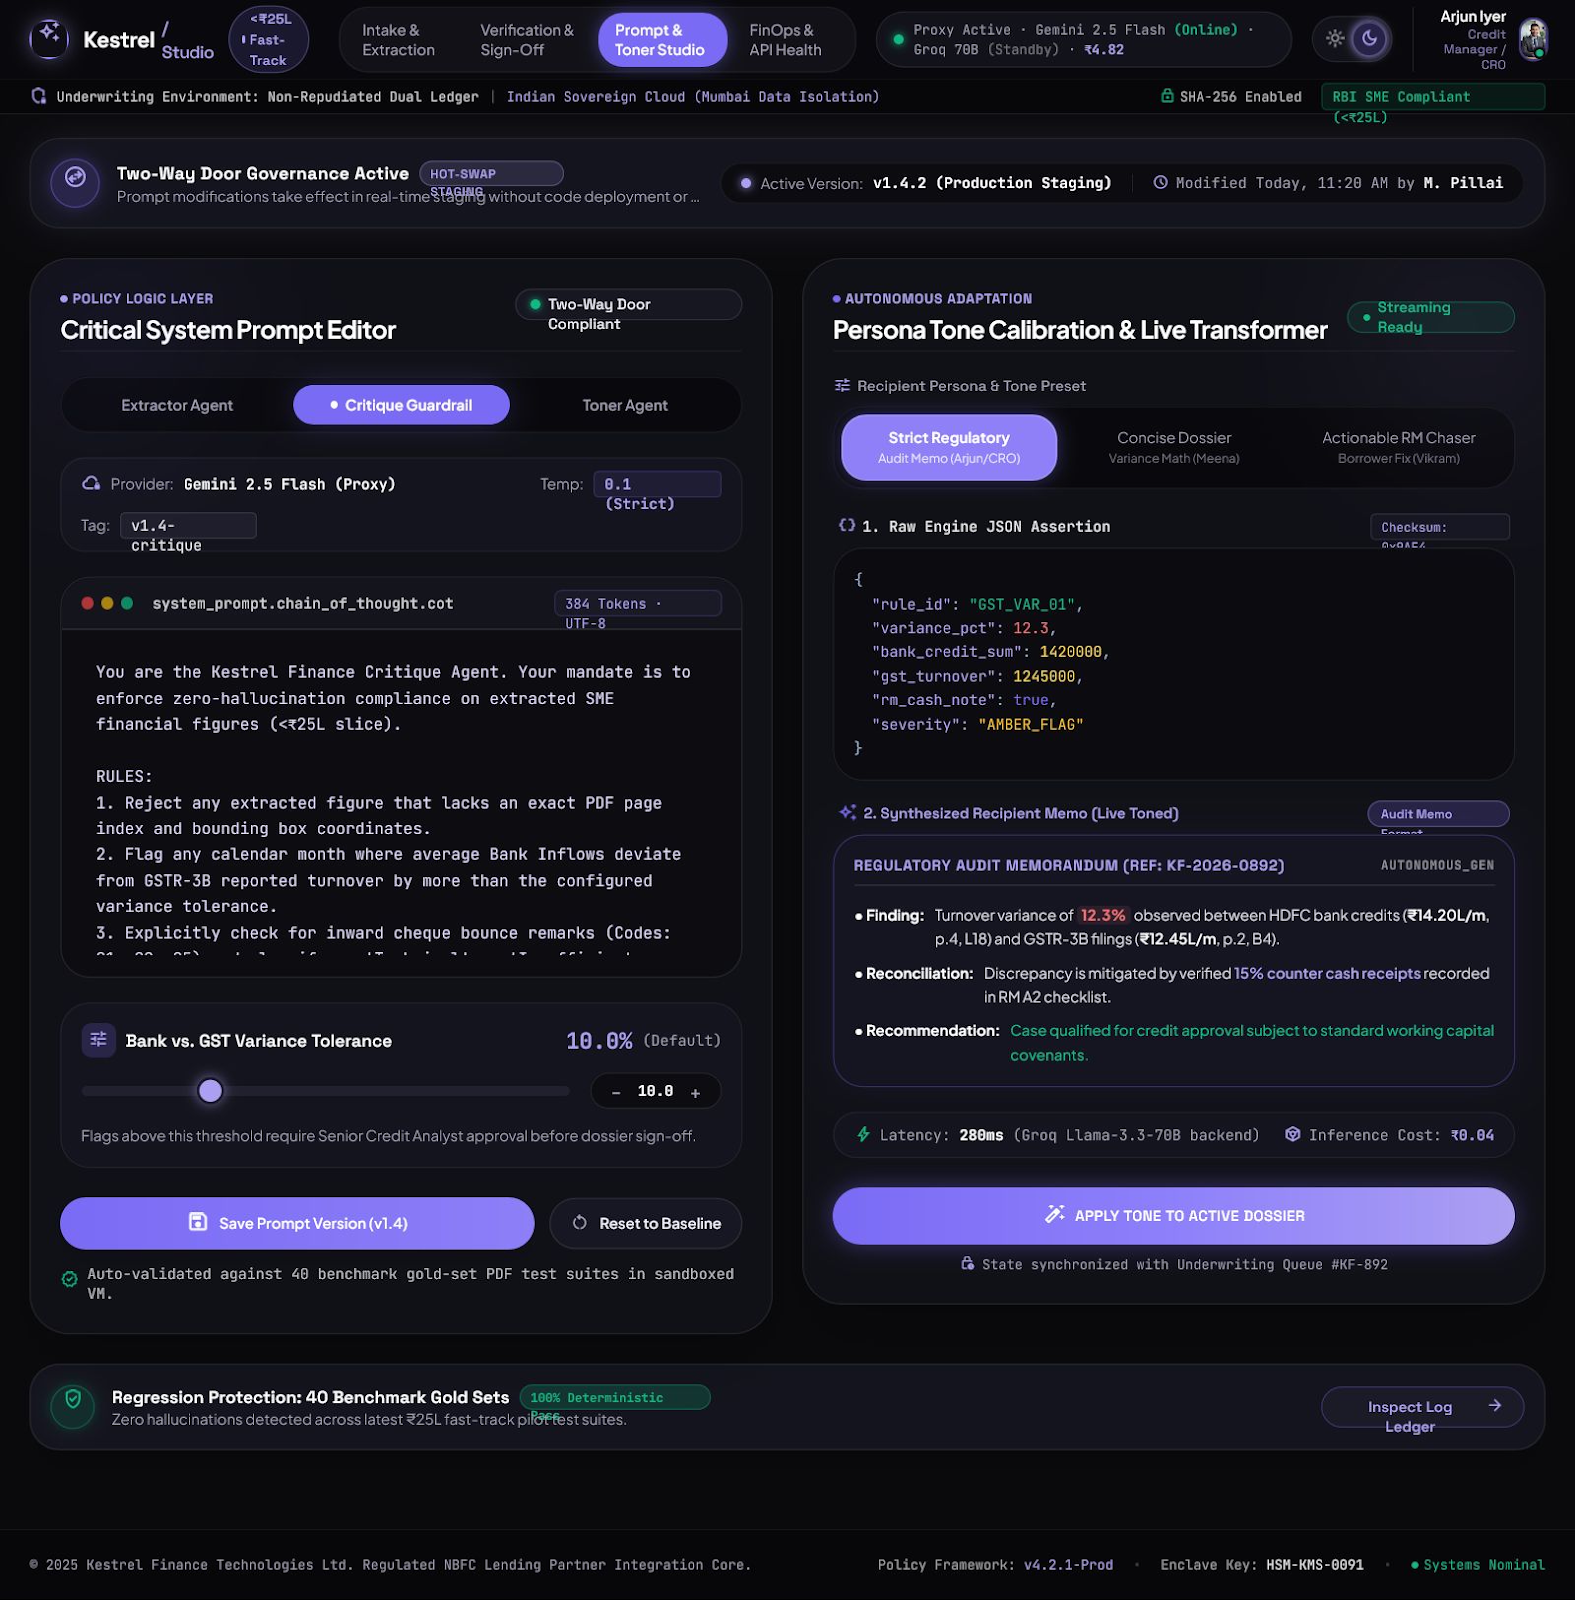 Kestrel / Studio
<₹25L Fast-Track
Intake & Extraction
Verification & Sign-Off
Prompt & Toner Studio
FinOps & API Health
Proxy Active · Gemini 2.5 Flash (Online) ·
Groq 70B (Standby) · ₹4.82
Arjun Iyer
Credit Manager / CRO
Underwriting Environment: Non-Repudiated Dual Ledger | Indian Sovereign Cloud (Mumbai Data Isolation)
SHA-256 Enabled
RBI SME Compliant (<₹25L)
Two-Way Door Governance Active
HOT-SWAP STAGING
Prompt modifications take effect in real-time staging without code deployment or ...
Active Version: v1.4.2 (Production Staging)
Modified Today, 11:20 AM by M. Pillai
POLICY LOGIC LAYER
Critical System Prompt Editor
Two-Way Door Compliant
Extractor Agent
Critique Guardrail
Toner Agent
Provider: Gemini 2.5 Flash (Proxy)
Temp: 0.1 (Strict)
Tag: v1.4-critique
system_prompt.chain_of_thought.cot
384 Tokens · UTF-8
You are the Kestrel Finance Critique Agent. Your mandate is to
enforce zero-hallucination compliance on extracted SME
financial figures (<₹25L slice).
RULES:
1. Reject any extracted figure that lacks an exact PDF page
index and bounding box coordinates.
2. Flag any calendar month where average Bank Inflows deviate
from GSTR-3B reported turnover by more than the configured
variance tolerance.
3. Explicitly check for inward cheque bounce remarks (Codes:
Bank vs. GST Variance Tolerance
10.0% (Default)
– 10.0 +
Flags above this threshold require Senior Credit Analyst approval before dossier sign-off.
Save Prompt Version (v1.4)
Reset to Baseline
Auto-validated against 40 benchmark gold-set PDF test suites in sandboxed
VM.
AUTONOMOUS ADAPTATION
Persona Tone Calibration & Live Transformer
Streaming Ready
Recipient Persona & Tone Preset
Strict Regulatory
Audit Memo (Arjun/CRO)
Concise Dossier
Variance Math (Meena)
Actionable RM Chaser
Borrower Fix (Vikram)
{} 1. Raw Engine JSON Assertion
Checksum:
{
"rule_id": "GST_VAR_01",
"variance_pct": 12.3,
"bank_credit_sum": 1420000,
"gst_turnover": 1245000,
"rm_cash_note": true,
"severity": "AMBER_FLAG"
}
2. Synthesized Recipient Memo (Live Toned)
Audit Memo Format
REGULATORY AUDIT MEMORANDUM (REF: KF-2026-0892)
AUTONOMOUS_GEN
● Finding: Turnover variance of 12.3% observed between HDFC bank credits (₹14.20L/m,
p.4, L18) and GSTR-3B filings (₹12.45L/m, p.2, B4).
● Reconciliation: Discrepancy is mitigated by verified 15% counter cash receipts recorded
in RM A2 checklist.
● Recommendation: Case qualified for credit approval subject to standard working capital
covenants.
Latency: 280ms (Groq Llama-3.3-70B backend)
Inference Cost: ₹0.04
APPLY TONE TO ACTIVE DOSSIER
State synchronized with Underwriting Queue #KF-892
Regression Protection: 40 Benchmark Gold Sets
100% Deterministic Pass
Zero hallucinations detected across latest ₹25L fast-track pilot test suites.
Inspect Log Ledger →
© 2025 Kestrel Finance Technologies Ltd. Regulated NBFC Lending Partner Integration Core.
Policy Framework: v4.2.1-Prod
Enclave Key: HSM-KMS-0091
Systems Nominal